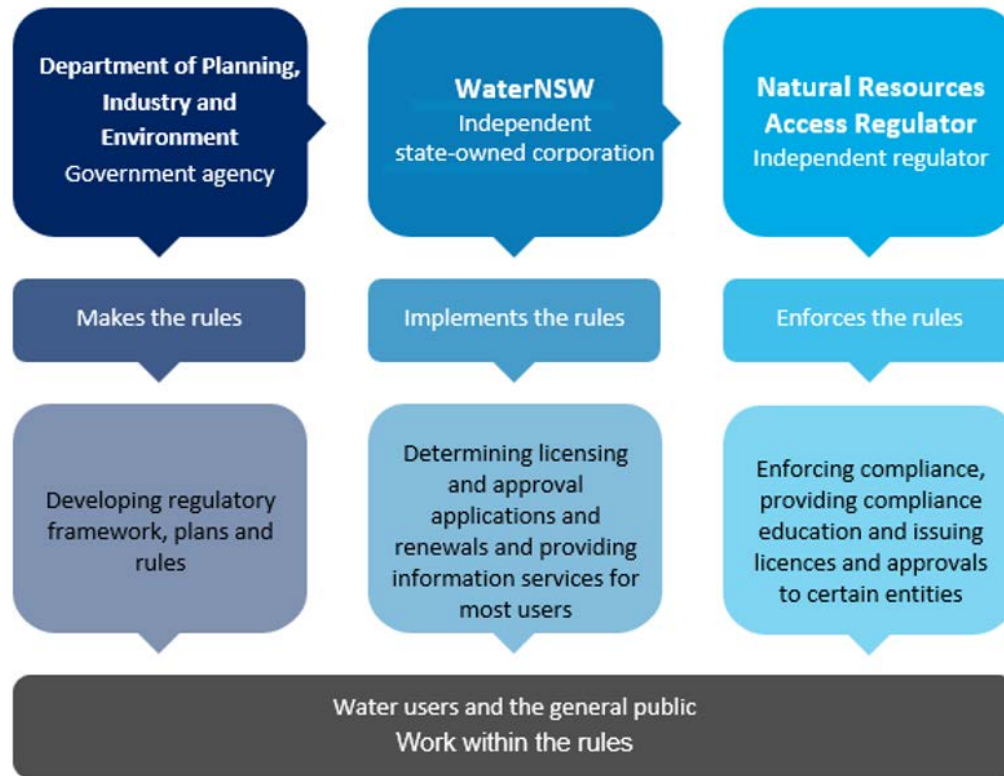 Department of Planning,
Industry and
Environment
Government agency
WaterNSW
Independent
state-owned corporation
Natural Resources
Access Regulator
Independent regulator
Makes the rules
Implements the rules
Enforces the rules
Developing regulatory
framework, plans and
rules
Determining licensing
and approval
applications and
renewals and providing
information services for
most users
Enforcing compliance,
providing compliance
education and issuing
licences and approvals
to certain entities
Water users and the general public
Work within the rules